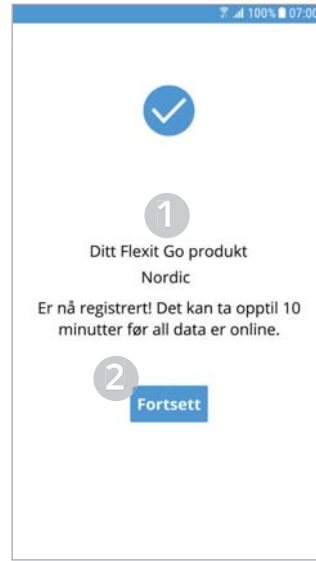 100% 07:00
1
Ditt Flexit Go produkt
Nordic
Er nå registrert! Det kan ta opptil 10
minutter før all data er online.
2
Fortsett